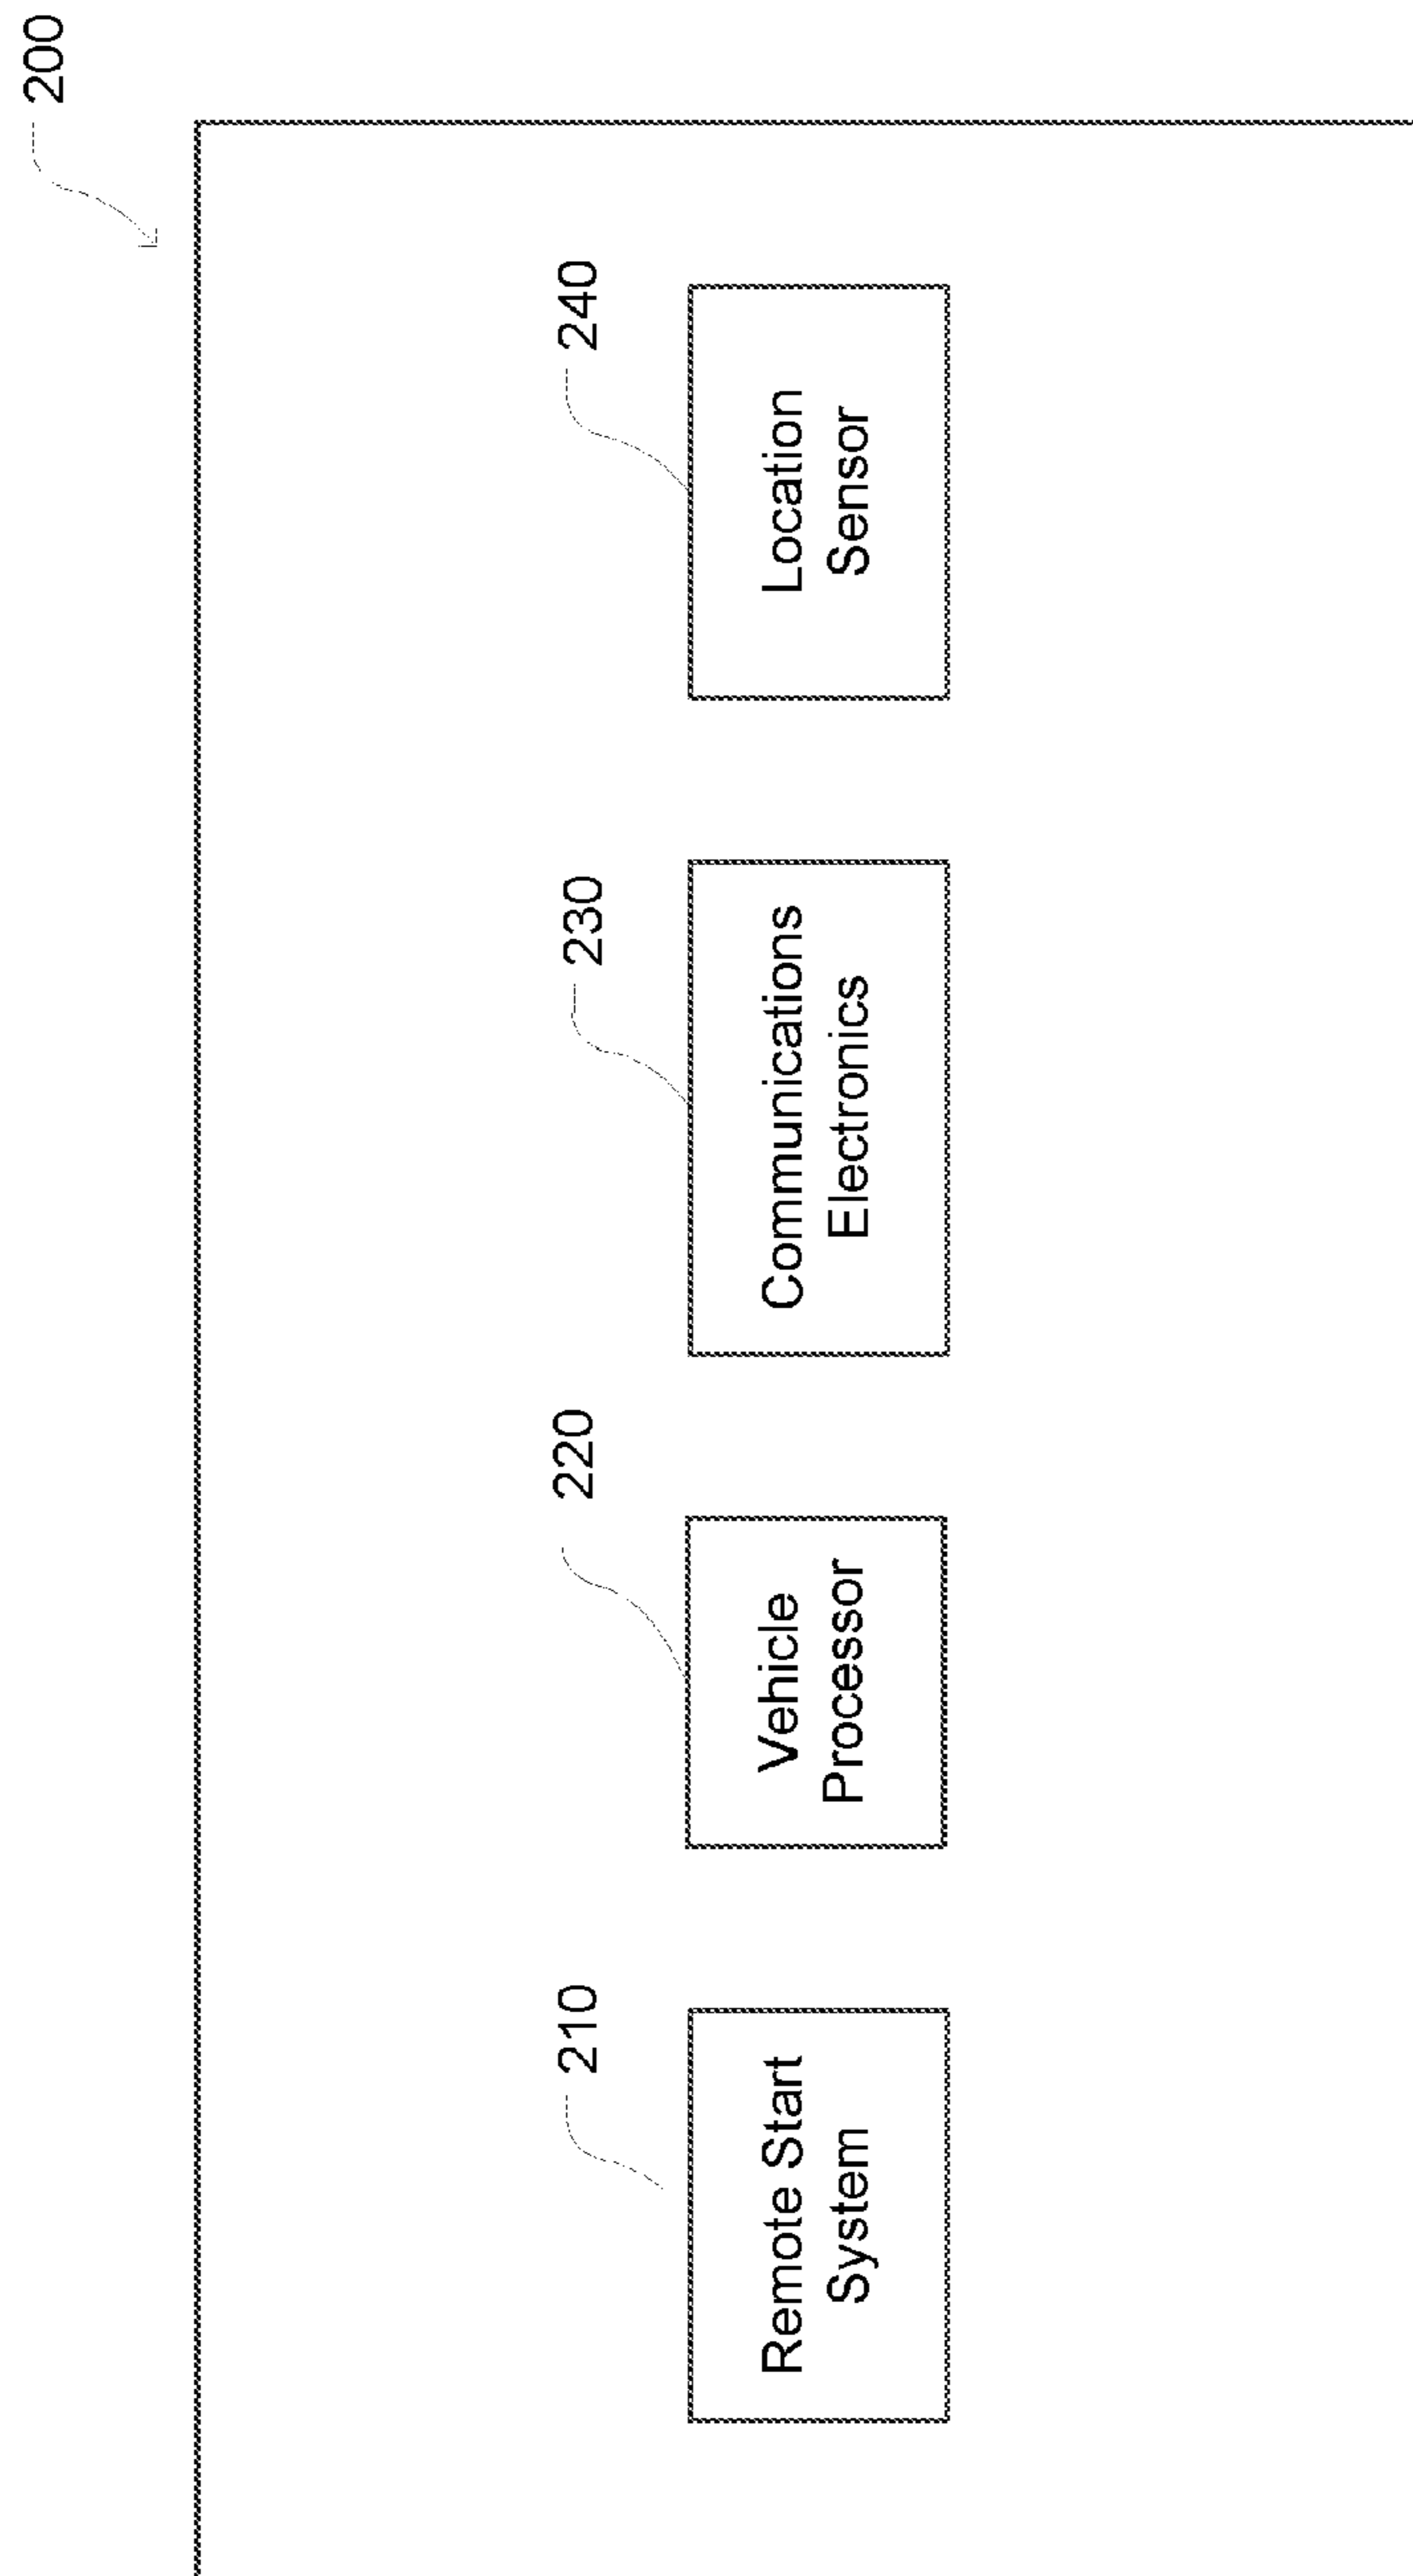 200
210
220
230
240
Remote Start
System
Vehicle
Processor
Communications
Electronics
Location
Sensor